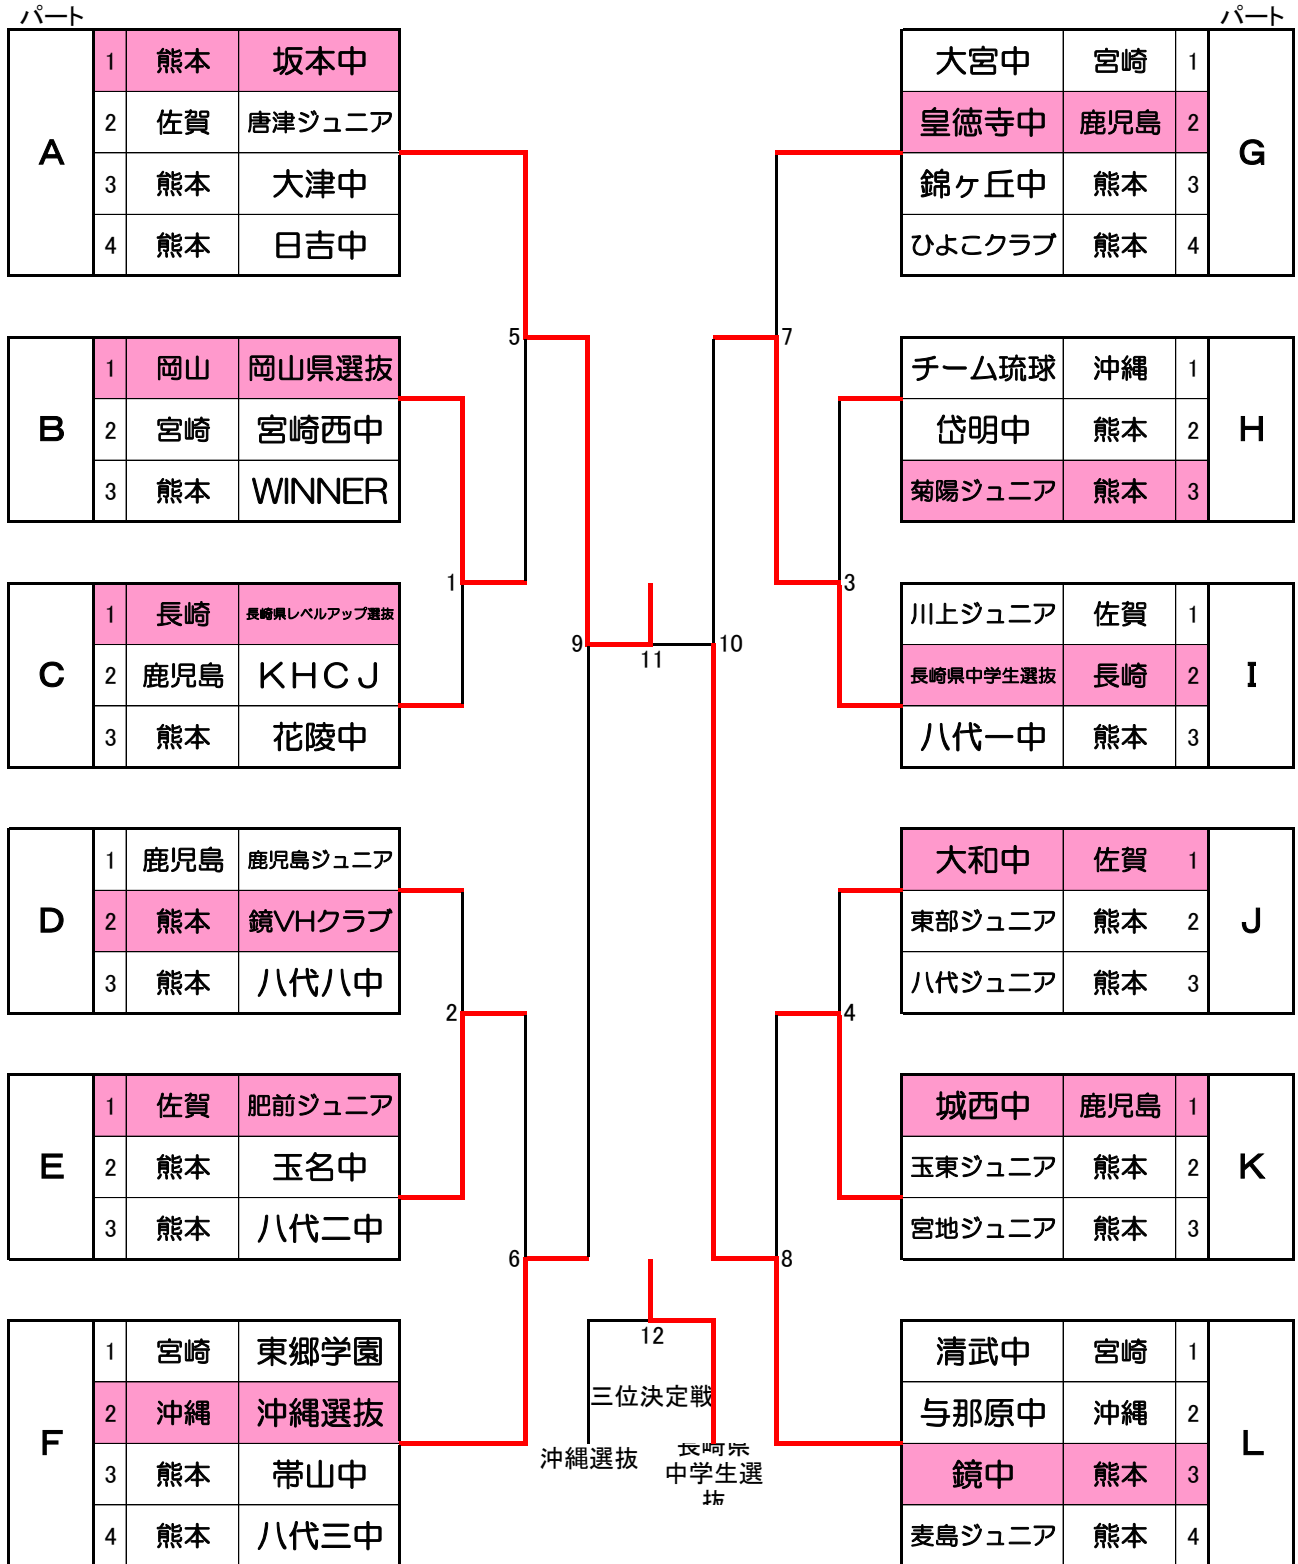 パート
A
1 熊本 坂本中
2 佐賀 唐津ジュニア
3 熊本 大津中
4 熊本 日吉中
B
1 岡山 岡山県選抜
2 宮崎 宮崎西中
3 熊本 WINNER
C
1 長崎 長崎県レベルアップ選抜
2 鹿児島 KHCJ
3 熊本 花陵中
D
1 鹿児島 鹿児島ジュニア
2 熊本 鏡VHクラブ
3 熊本 八代八中
E
1 佐賀 肥前ジュニア
2 熊本 玉名中
3 熊本 八代二中
F
1 宮崎 東郷学園
2 沖縄 沖縄選抜
3 熊本 帯山中
4 熊本 八代三中
5
1
2
6
9
11
10
7
3
4
8
12
三位決定戦
沖縄選抜
長崎県
中学生選
抜
パート
大宮中 宮崎 1
皇徳寺中 鹿児島 2
錦ヶ丘中 熊本 3
ひよこクラブ 熊本 4
G
チーム琉球 沖縄 1
岱明中 熊本 2
菊陽ジュニア 熊本 3
H
川上ジュニア 佐賀 1
長崎県中学生選抜 長崎 2
八代一中 熊本 3
I
大和中 佐賀 1
東部ジュニア 熊本 2
八代ジュニア 熊本 3
J
城西中 鹿児島 1
玉東ジュニア 熊本 2
宮地ジュニア 熊本 3
K
清武中 宮崎 1
与那原中 沖縄 2
鏡中 熊本 3
麦島ジュニア 熊本 4
L